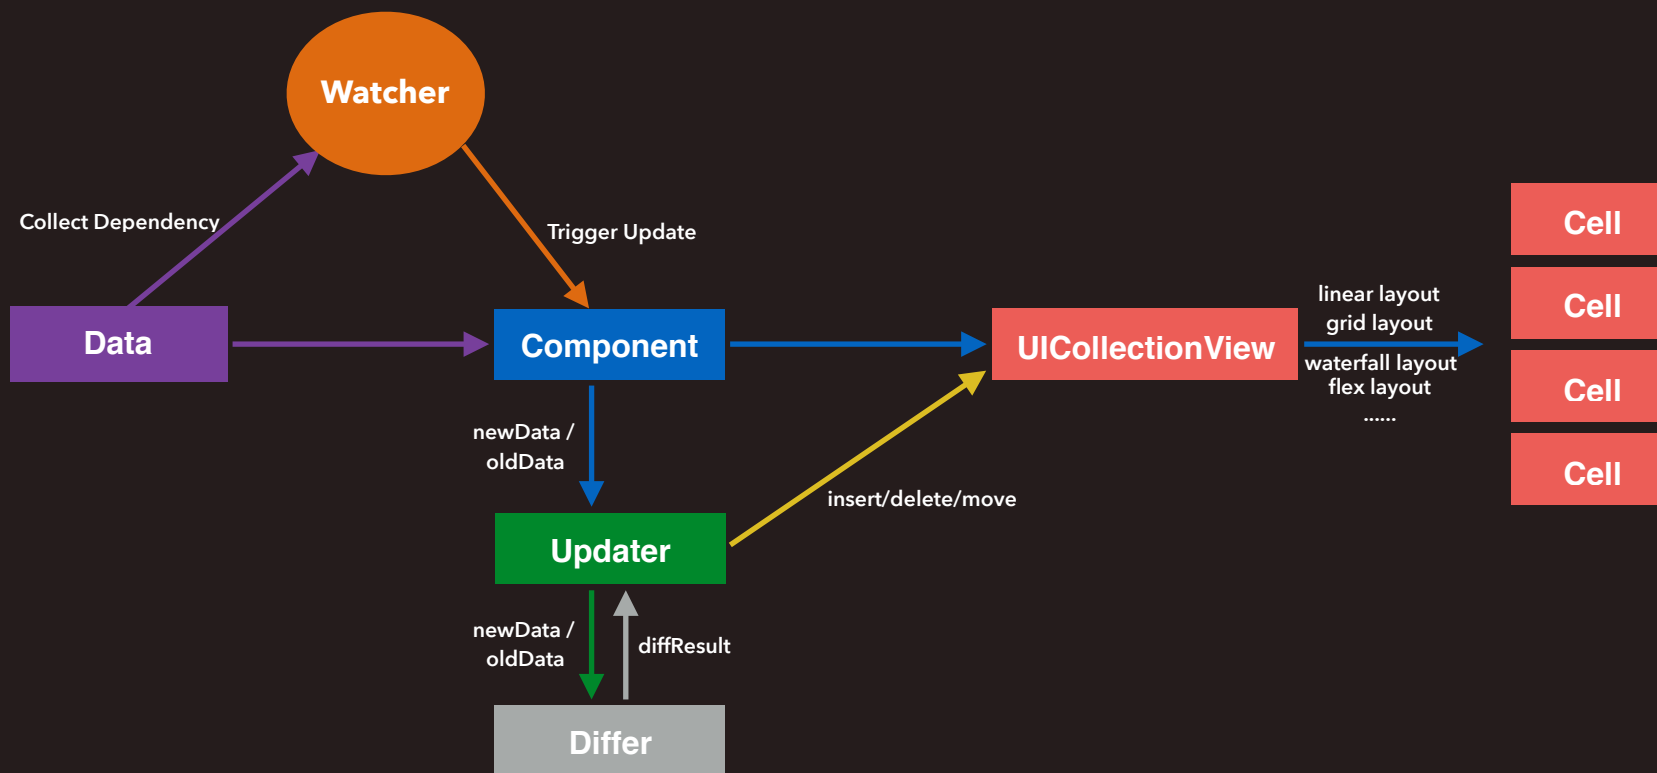 Watcher
Collect Dependency
Trigger Update
Data
Component
UICollectionView
linear layout
grid layout
waterfall layout
flex layout
......
Cell
Cell
Cell
Cell
newData /
oldData
insert/delete/move
Updater
newData /
oldData
diffResult
Differ